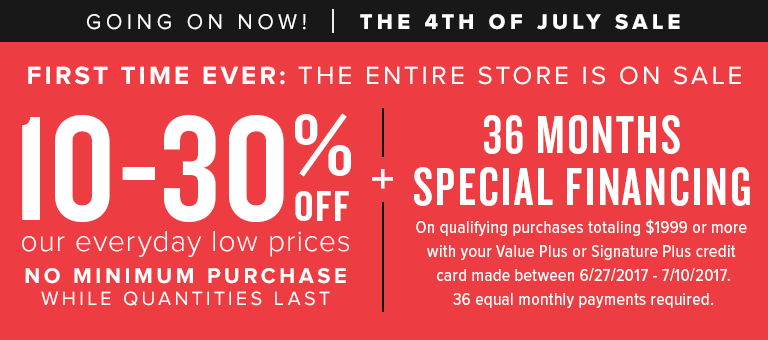 GOING ON NOW! | THE 4TH OF JULY SALE
FIRST TIME EVER: THE ENTIRE STORE IS ON SALE
10-30% OFF
our everyday low prices
NO MINIMUM PURCHASE
WHILE QUANTITIES LAST
+
36 MONTHS
SPECIAL FINANCING
On qualifying purchases totaling $1999 or more
with your Value Plus or Signature Plus credit
card made between 6/27/2017 - 7/10/2017.
36 equal monthly payments required.